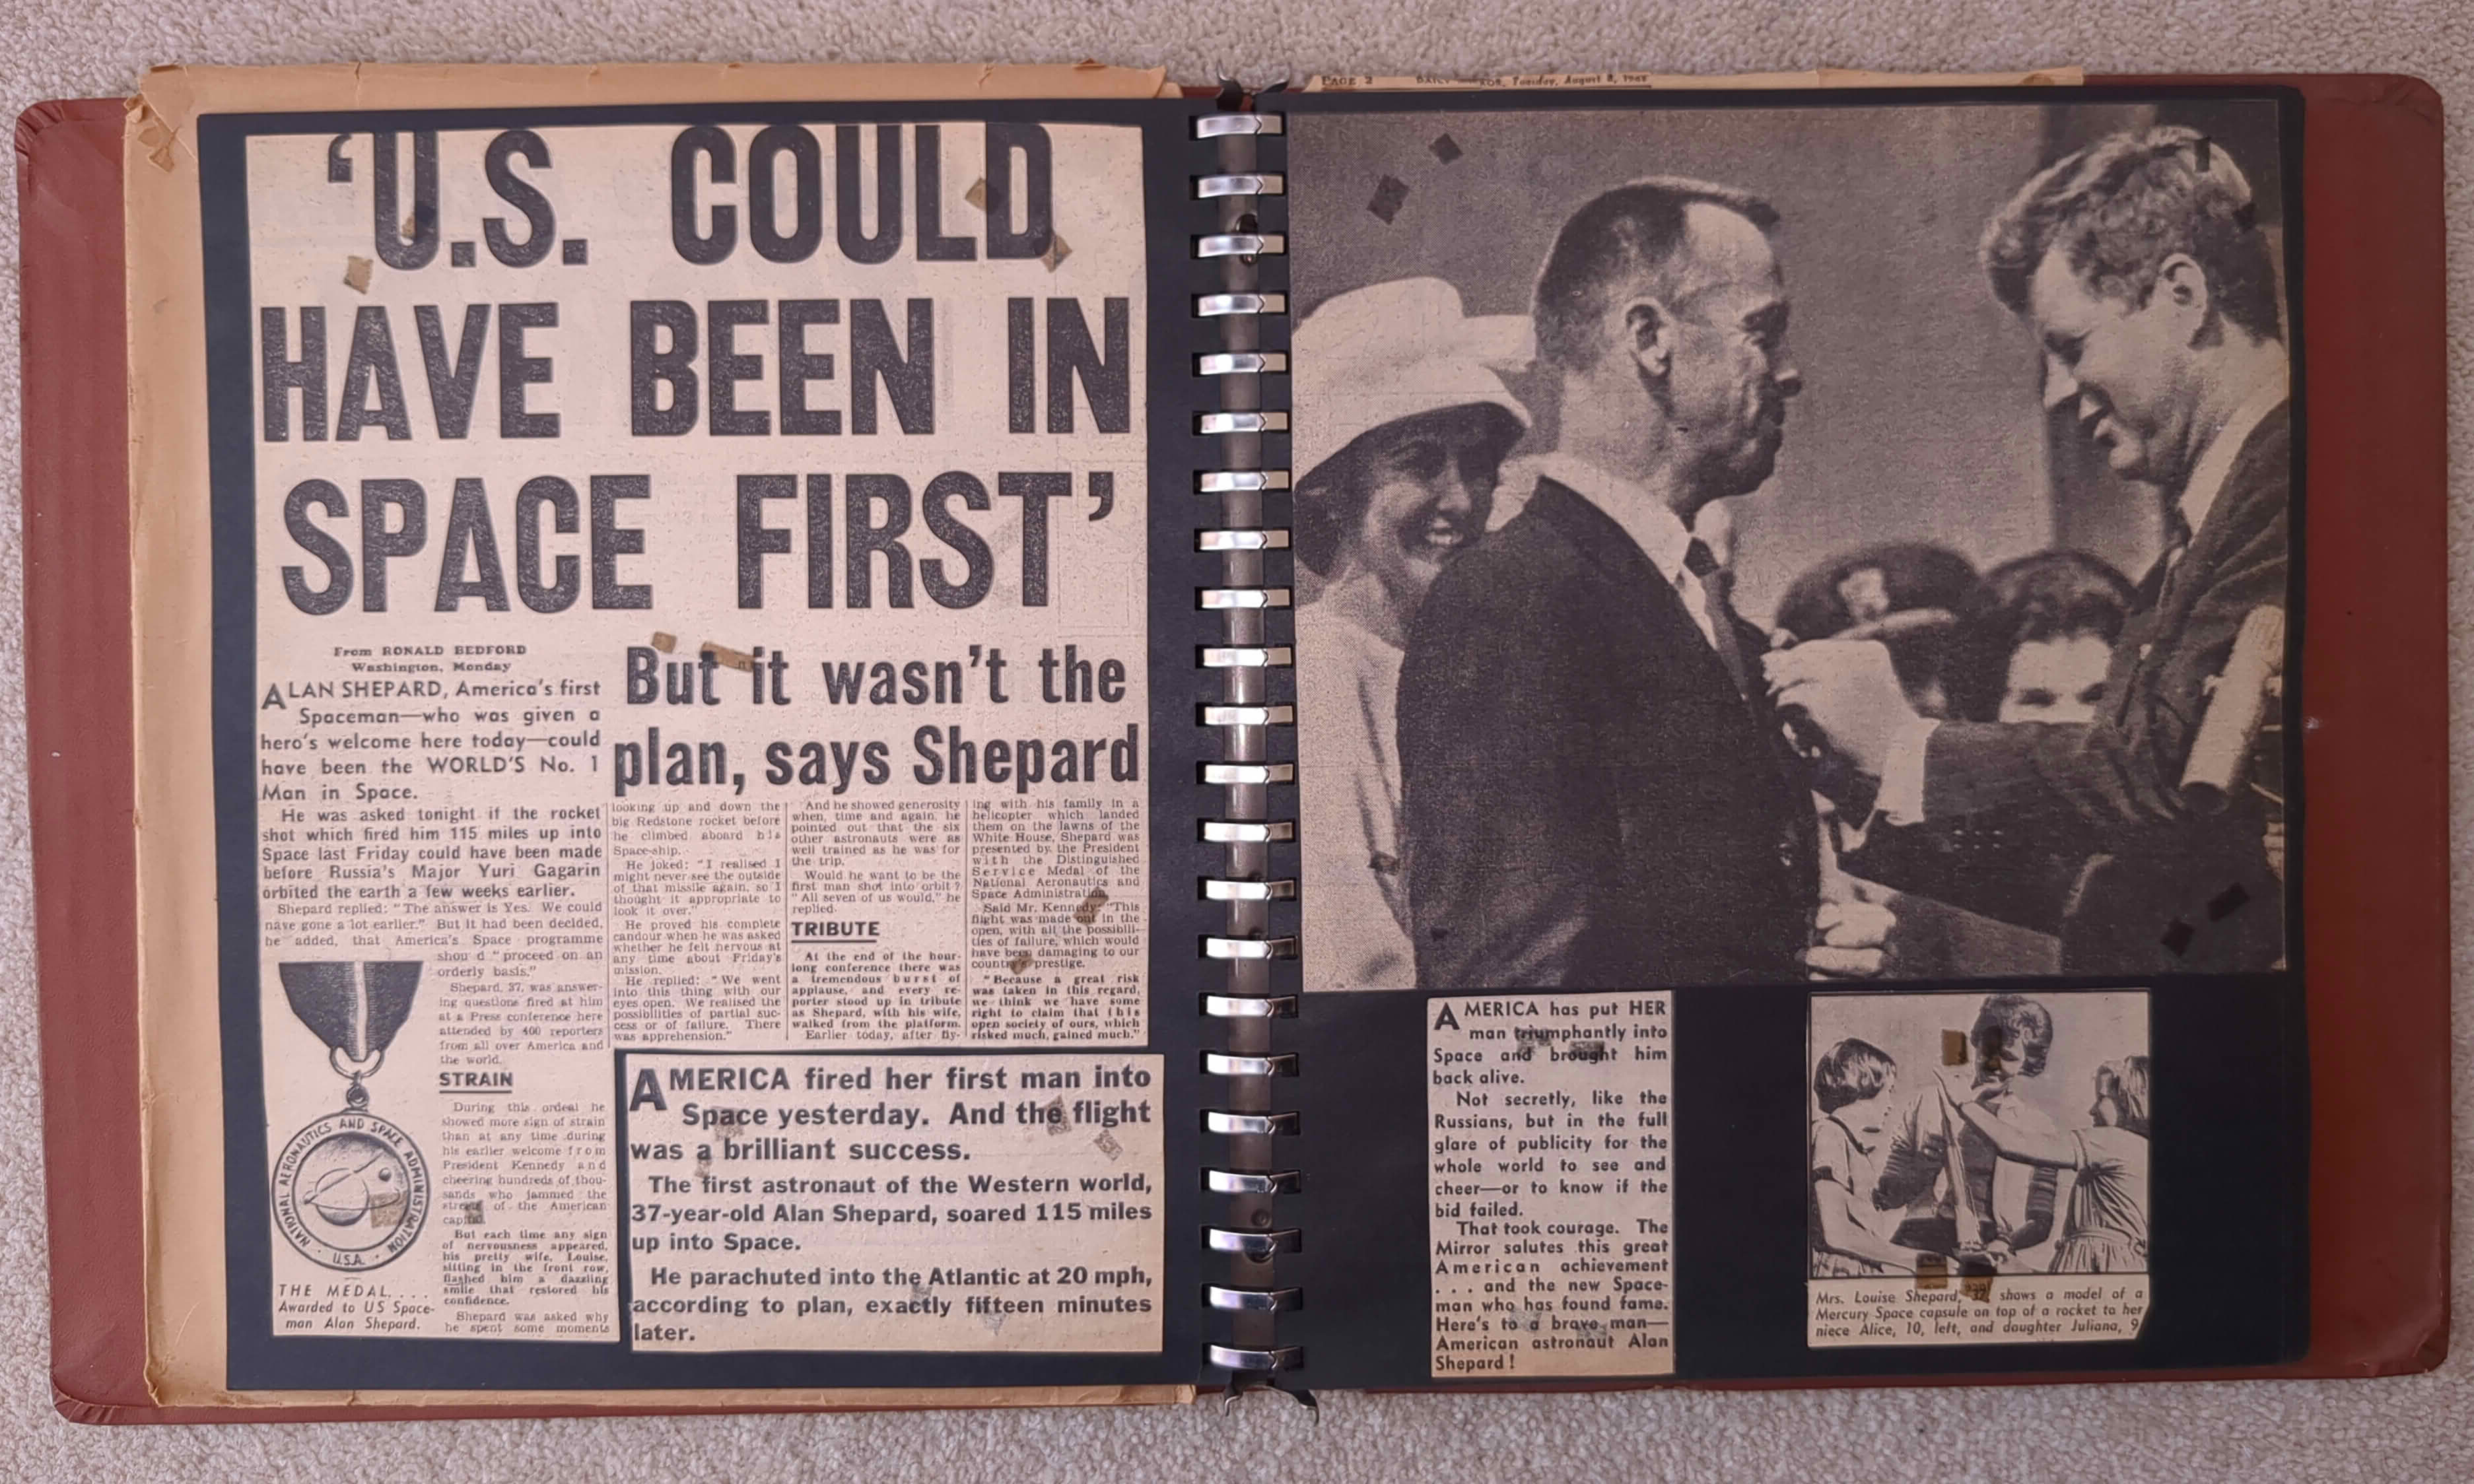 ‘U.S. COULD
HAVE BEEN IN
SPACE FIRST’
From RONALD BEDFORD
Washington, Monday
But it wasn’t the
plan, says Shepard
ALAN SHEPARD, America’s first
Spaceman—who was given a
hero’s welcome here today—could
have been the WORLD’S No. 1
Man in Space.
He was asked tonight if the rocket
shot which fired him 115 miles up into
Space last Friday could have been made
before Russia’s Major Yuri Gagarin
orbited the earth a few weeks earlier.
Shepard replied: “The answer is Yes. We could
have gone a lot earlier.” But it had been decided,
he added, that America’s Space programme
shou d “proceed on an
orderly basis.”
Shepard, 37, was answer-
ing questions fired at him
at a Press conference here
attended by 400 reporters
from all over America and
the world.
STRAIN
During this ordeal he
showed more sign of strain
than at any time during
his earlier welcome from
President Kennedy and
cheering hundreds of thou-
sands who jammed the
streets of the American
capital.
But each time any sign
of nervousness appeared,
his pretty wife, Louise,
sitting in the front row,
flashed him a dazzling
smile that restored his
confidence.
Shepard was asked why
he spent some moments
NATIONAL AERONAUTICS AND SPACE ADMINISTRATION
U.S.A.
THE MEDAL. . . .
Awarded to US Space-
man Alan Shepard.
looking up and down the
big Redstone rocket before
he climbed aboard his
Space-ship.
He joked: “I realised I
might never see the outside
of that missile again, so I
thought it appropriate to
look it over.”
He proved his complete
candour when he was asked
whether he felt nervous at
any time about Friday’s
mission.
He replied: “We went
into this thing with our
eyes open. We realised the
possibilities of partial suc-
cess or of failure. There
was apprehension.”
And he showed generosity
when, time and again, he
pointed out that the six
other astronauts were as
well trained as he was for
the trip.
Would he want to be the
first man shot into orbit?
“All seven of us would,” he
replied.
TRIBUTE
At the end of the hour-
long conference there was
a tremendous burst of
applause, and every re-
porter stood up in tribute
as Shepard, with his wife,
walked from the platform.
Earlier today, after fly-
ing with his family in a
helicopter which landed
them on the lawns of the
White House, Shepard was
presented by the President
with the Distinguished
Service Medal of the
National Aeronautics and
Space Administration.
Said Mr. Kennedy: “This
flight was made out in the
open, with all the possibili-
ties of failure, which would
have been damaging to our
country’s prestige.
“Because a great risk
was taken in this regard,
we think we have some
right to claim that this
open society of ours, which
risked much, gained much.”
AMERICA fired her first man into
Space yesterday. And the flight
was a brilliant success.
The first astronaut of the Western world,
37-year-old Alan Shepard, soared 115 miles
up into Space.
He parachuted into the Atlantic at 20 mph,
according to plan, exactly fifteen minutes
later.
PAGE 2 Tuesday, August 8,
AMERICA has put HER
man triumphantly into
Space and brought him
back alive.
Not secretly, like the
Russians, but in the full
glare of publicity for the
whole world to see and
cheer—or to know if the
bid failed.
That took courage. The
Mirror salutes this great
American achievement
. . . and the new Space-
man who has found fame.
Here’s to a brave man—
American astronaut Alan
Shepard!
Mrs. Louise Shepard, shows a model of a
Mercury Space capsule on top of a rocket to her
niece Alice, 10, left, and daughter Juliana, 9